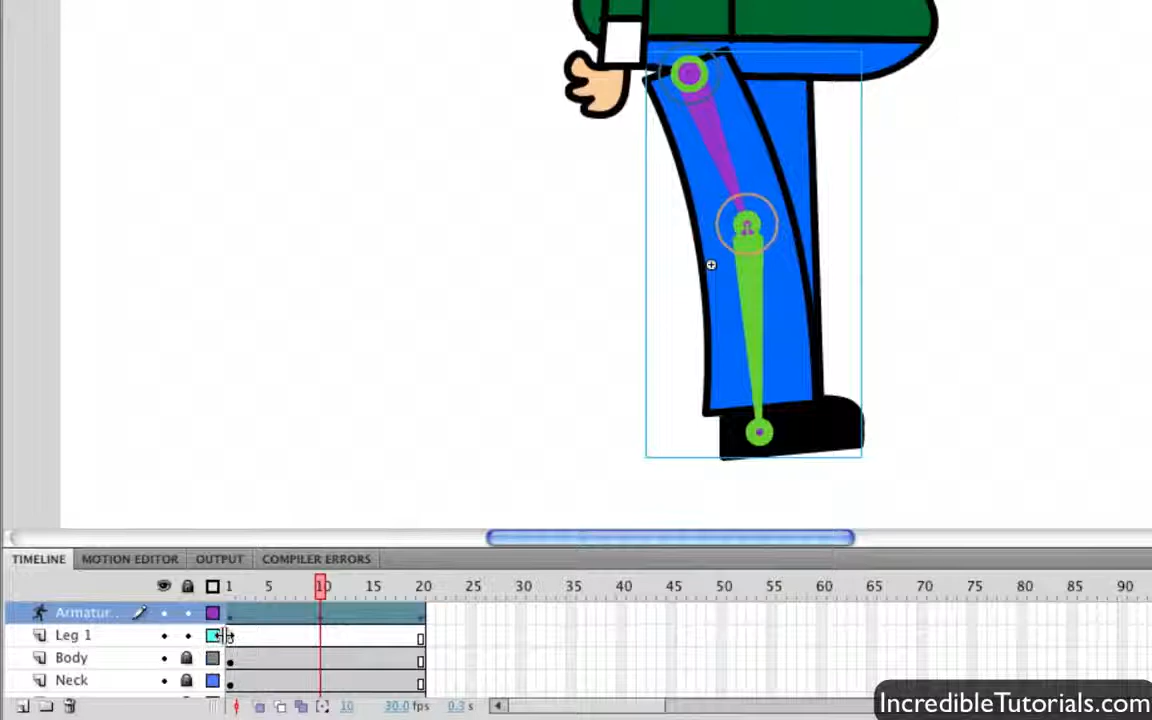 TIMELINE MOTION EDITOR OUTPUT COMPILER ERRORS
1 5 10 15 20 25 30 35 40 45 50 55 60 65 70 75 80 85 90
Armatur...
Leg 1
Body
Neck
10 30.0 fps 0.3 s
IncredibleTutorials.com